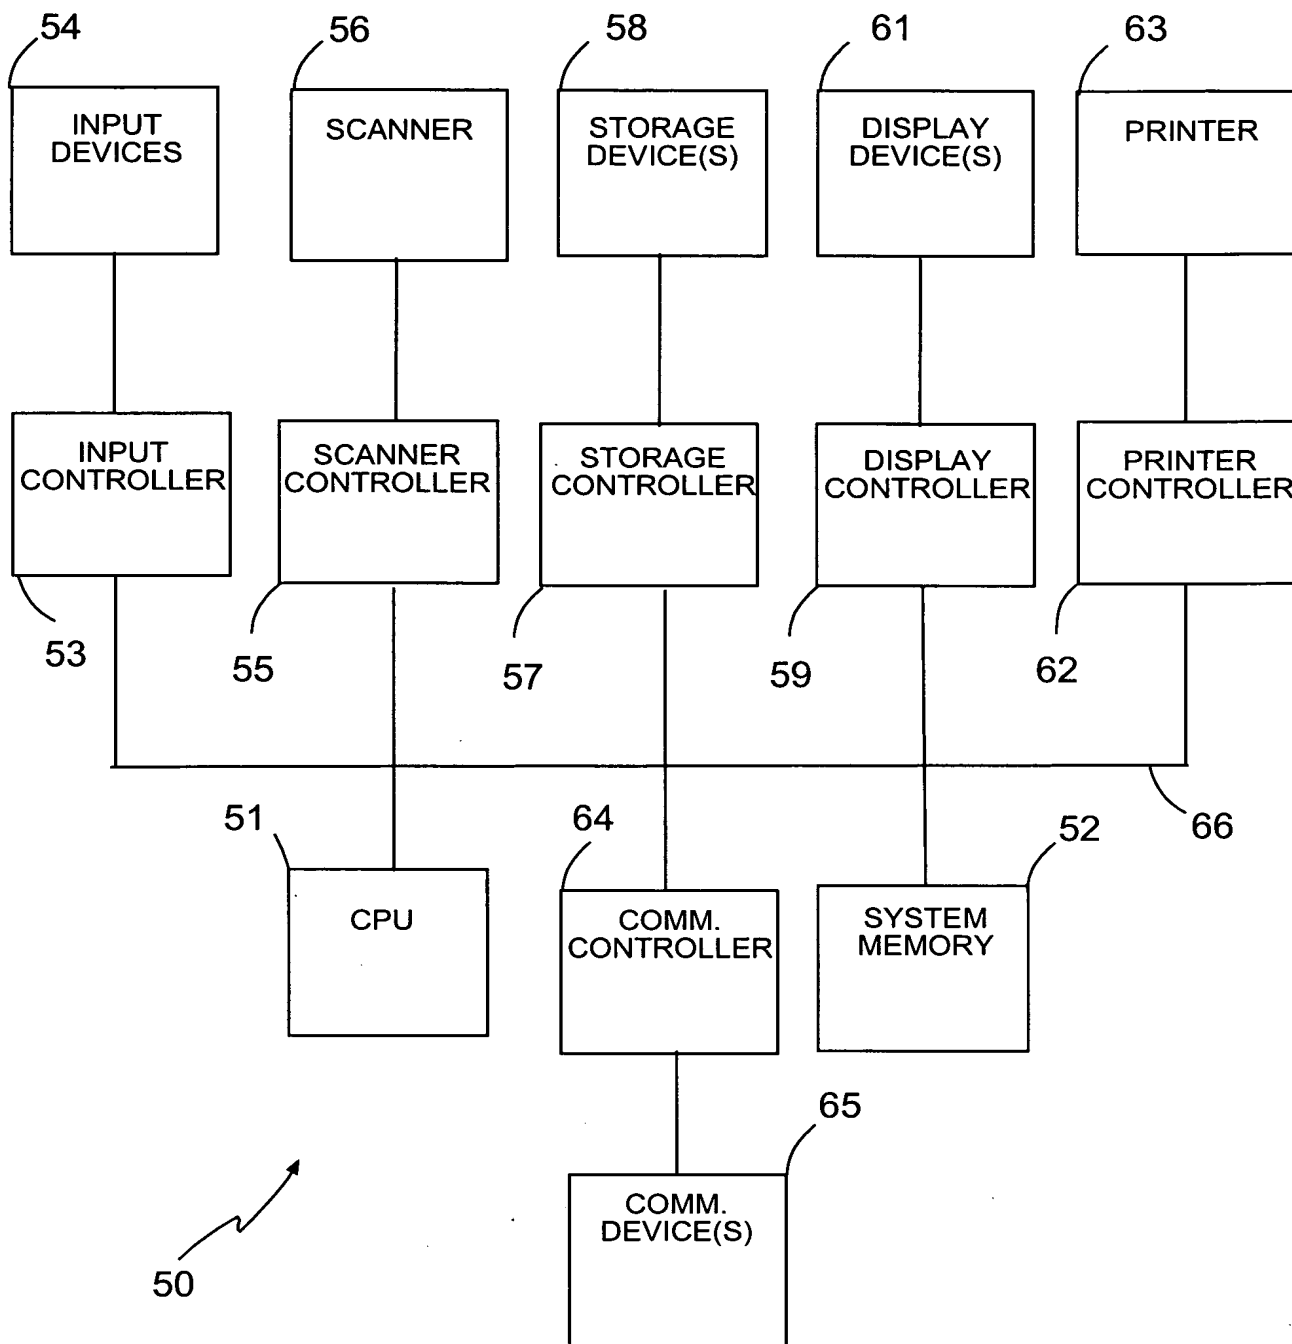 54
56
58
61
63
INPUT
DEVICES
SCANNER
STORAGE
DEVICE(S)
DISPLAY
DEVICE(S)
PRINTER
INPUT
CONTROLLER
SCANNER
CONTROLLER
STORAGE
CONTROLLER
DISPLAY
CONTROLLER
PRINTER
CONTROLLER
53
55
57
59
62
66
51
64
52
CPU
COMM.
CONTROLLER
SYSTEM
MEMORY
65
COMM.
DEVICE(S)
50